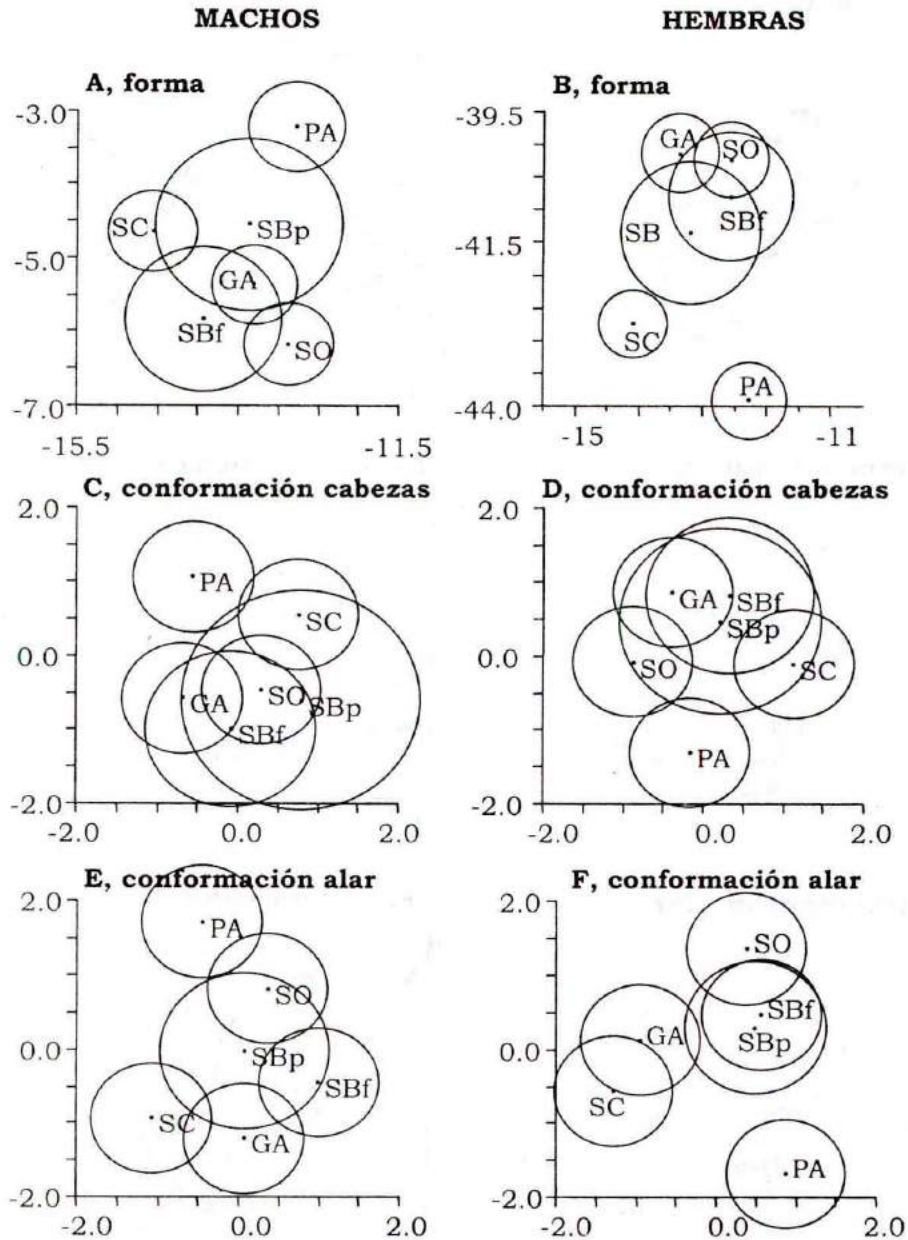 MACHOS HEMBRAS
A, forma B, forma
-3.0 PA -39.5 GA SO
SC SBp SB SBf
-5.0 GA -41.5
SBf SO SC
PA
-7.0 -44.0
-15.5 -11.5 -15 -11
C, conformación cabezas D, conformación cabezas
2.0 2.0
PA SC GA SBf
SBp
0.0 0.0
GA SO SBp SO SC
SBf PA
-2.0 -2.0
-2.0 0.0 2.0 -2.0 0.0 2.0
E, conformación alar F, conformación alar
2.0 PA 2.0
SO SO
SBf
0.0 SBp 0.0 GA SBp
SBf
SC GA SC
PA
-2.0 -2.0
-2.0 0.0 2.0 -2.0 0.0 2.0